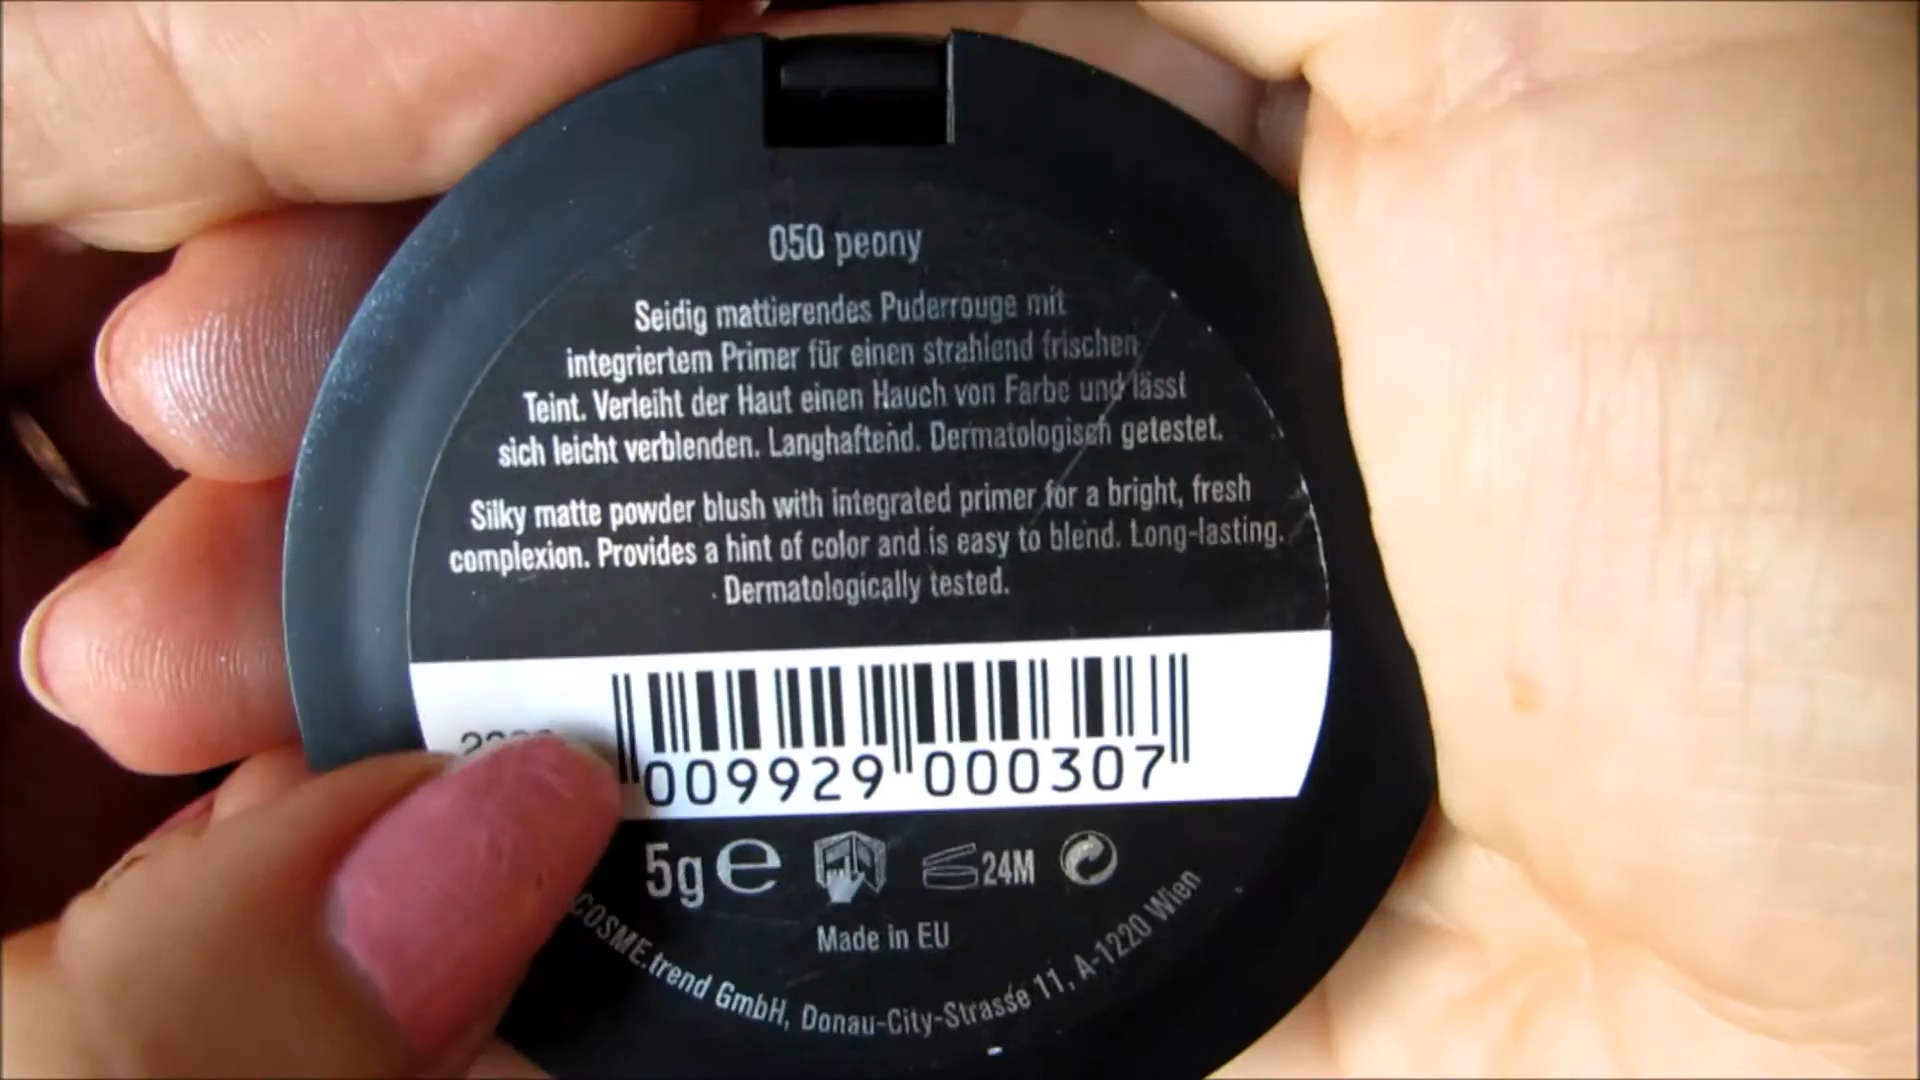 050 peony
Seidig mattierendes Puderrouge mit
integriertem Primer für einen strahlend frischen
Teint. Verleiht der Haut einen Hauch von Farbe und lässt
sich leicht verblenden. Langhaftend. Dermatologisch getestet.
Silky matte powder blush with integrated primer for a bright, fresh
complexion. Provides a hint of color and is easy to blend. Long-lasting.
Dermatologically tested.
009929 000307
5g e 24M
Made in EU
COSME.trend GmbH, Donau-City-Strasse 11, A-1220 Wien